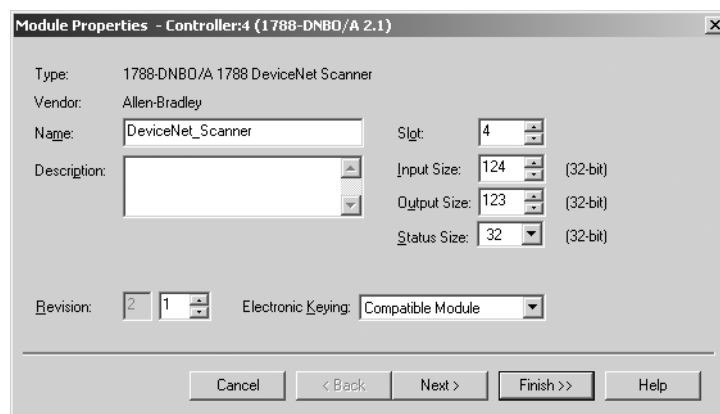 Module Properties - Controller:4 (1788-DNBO/A 2.1)
Type: 1788-DNBO/A 1788 DeviceNet Scanner
Vendor: Allen-Bradley
Name: DeviceNet_Scanner Slot: 4
Description: Input Size: 124 (32-bit)
Output Size: 123 (32-bit)
Status Size: 32 (32-bit)
Revision: 2 1 Electronic Keying: Compatible Module
Cancel < Back Next > Finish >> Help